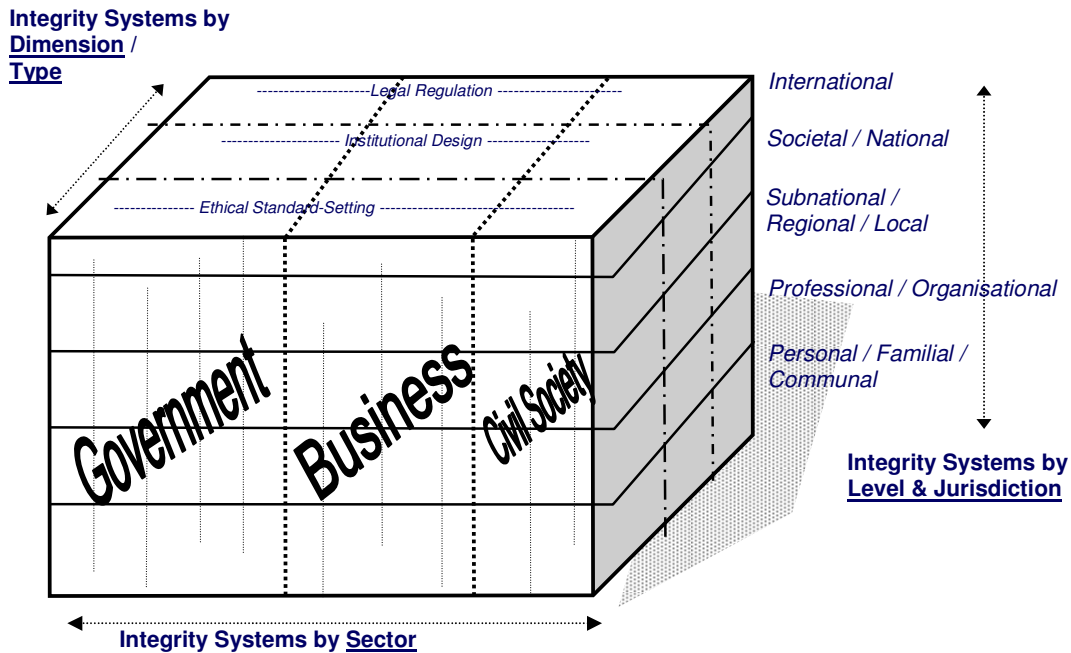 Integrity Systems by
Dimension /
Type
International
--------------------Legal Regulation ----------------------
Societal / National
--------------------- Institutional Design -------------------
Subnational /
Regional / Local
-------------- Ethical Standard-Setting ----------------------------------
Professional / Organisational
Personal / Familial /
Communal
Government
Business
Civil Society
Integrity Systems by
Level & Jurisdiction
Integrity Systems by Sector